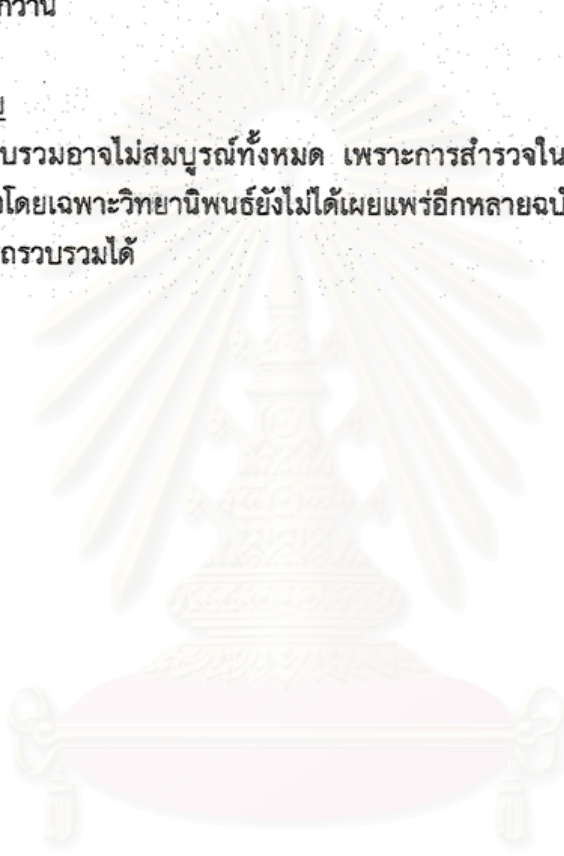 กวาน
ย
บรวมอาจไม่สมบูรณ์ทั้งหมด เพราะการสำรวจใน
โดยเฉพาะวิทยานิพนธ์ยังไม่ได้เผยแพร่อีกหลายฉบั
ถรวบรวมได้